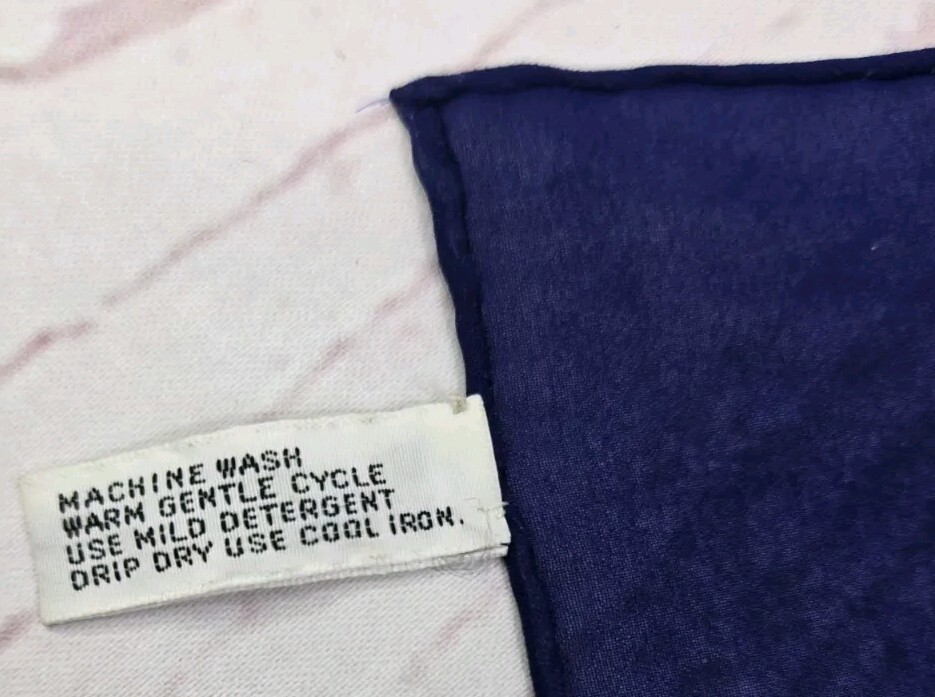 MACHINE WASH
WARM GENTLE CYCLE
USE MILD DETERGENT
DRIP DRY USE COOL IRON.